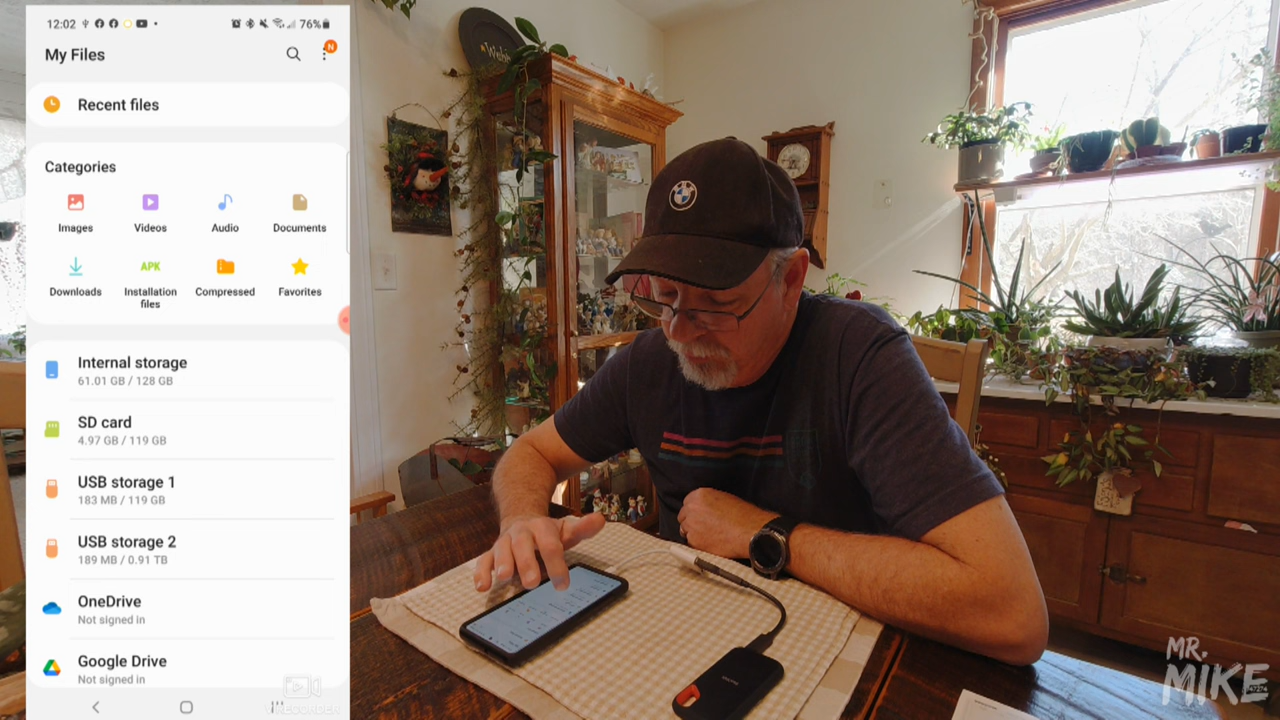 12:02
76%
My Files
N
Recent files
Categories
Images
Videos
Audio
Documents
APK
Downloads
Installation files
Compressed
Favorites
Internal storage
61.01 GB / 128 GB
SD card
4.97 GB / 119 GB
USB storage 1
183 MB / 119 GB
USB storage 2
189 MB / 0.91 TB
OneDrive
Not signed in
Google Drive
Not signed in
RECORDER
MR.
MIKE